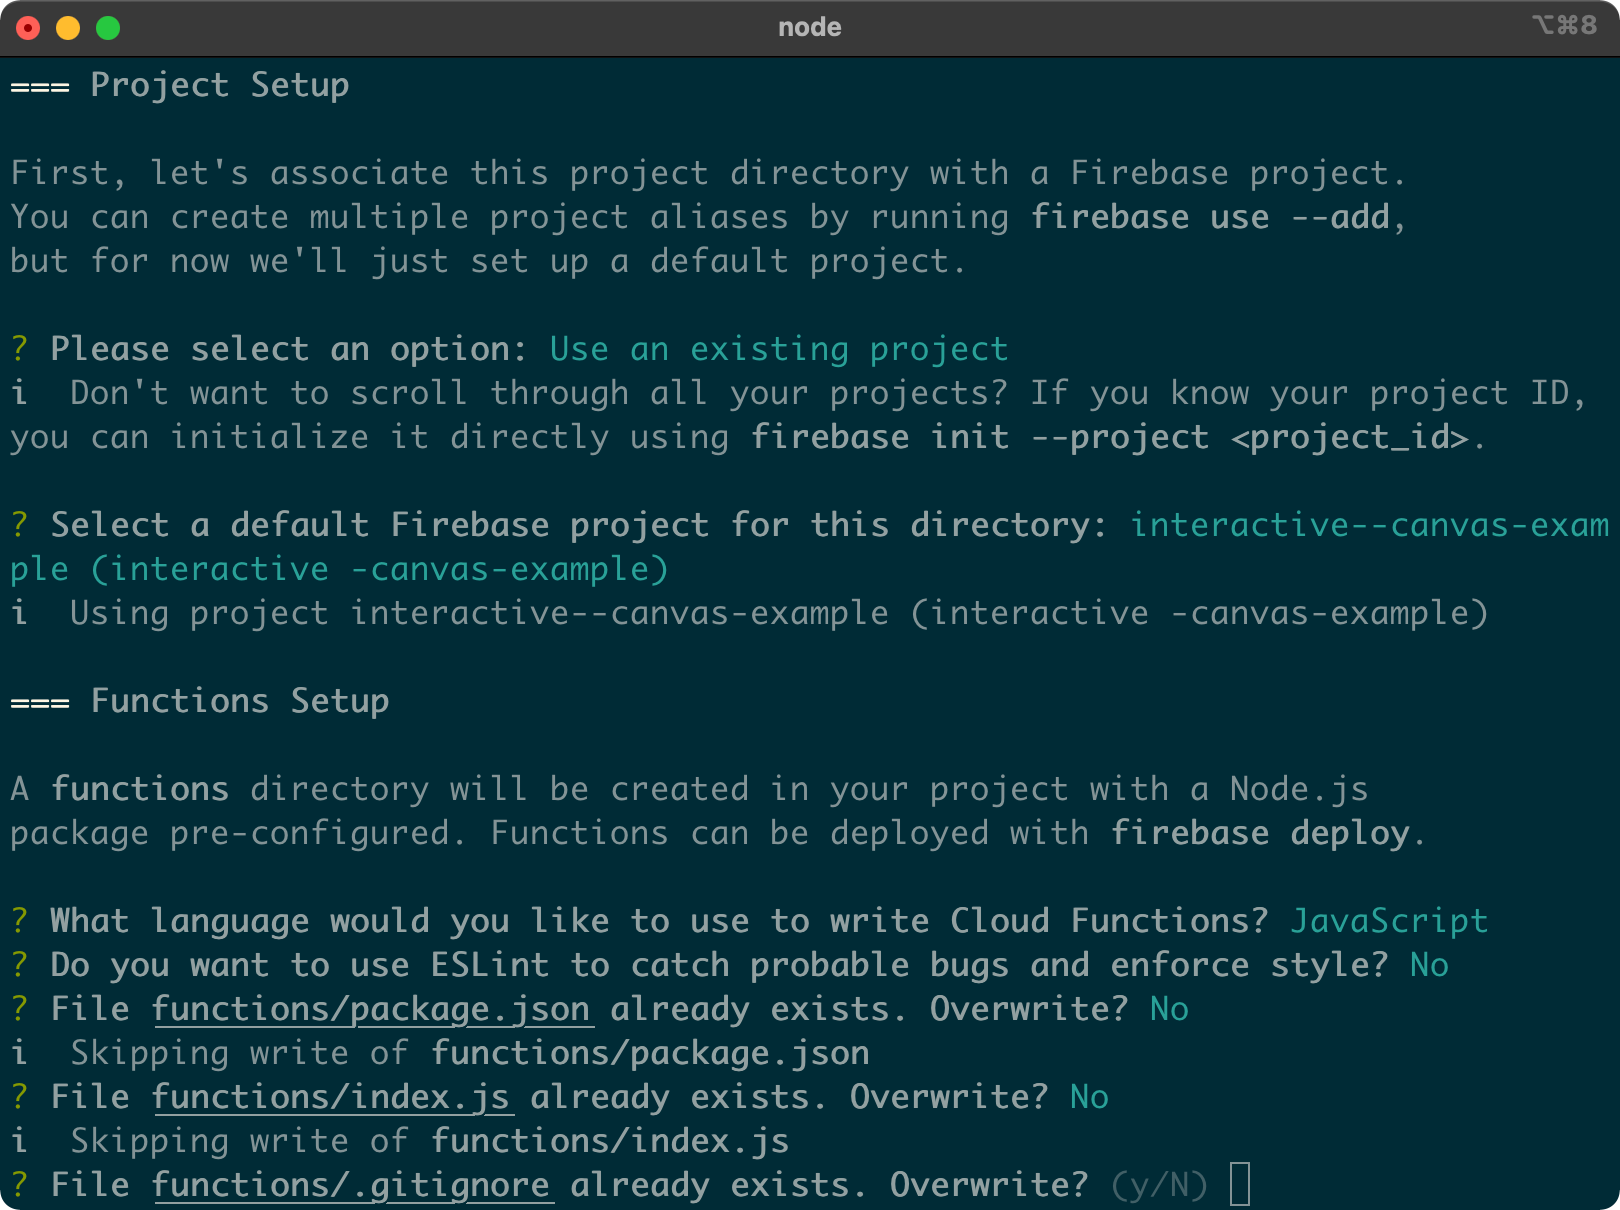 node
⌥⌘8
=== Project Setup
First, let's associate this project directory with a Firebase project.
You can create multiple project aliases by running firebase use --add,
but for now we'll just set up a default project.
? Please select an option: Use an existing project
i  Don't want to scroll through all your projects? If you know your project ID,
you can initialize it directly using firebase init --project <project_id>.
? Select a default Firebase project for this directory: interactive--canvas-exam
ple (interactive -canvas-example)
i  Using project interactive--canvas-example (interactive -canvas-example)
=== Functions Setup
A functions directory will be created in your project with a Node.js
package pre-configured. Functions can be deployed with firebase deploy.
? What language would you like to use to write Cloud Functions? JavaScript
? Do you want to use ESLint to catch probable bugs and enforce style? No
? File functions/package.json already exists. Overwrite? No
i  Skipping write of functions/package.json
? File functions/index.js already exists. Overwrite? No
i  Skipping write of functions/index.js
? File functions/.gitignore already exists. Overwrite? (y/N)